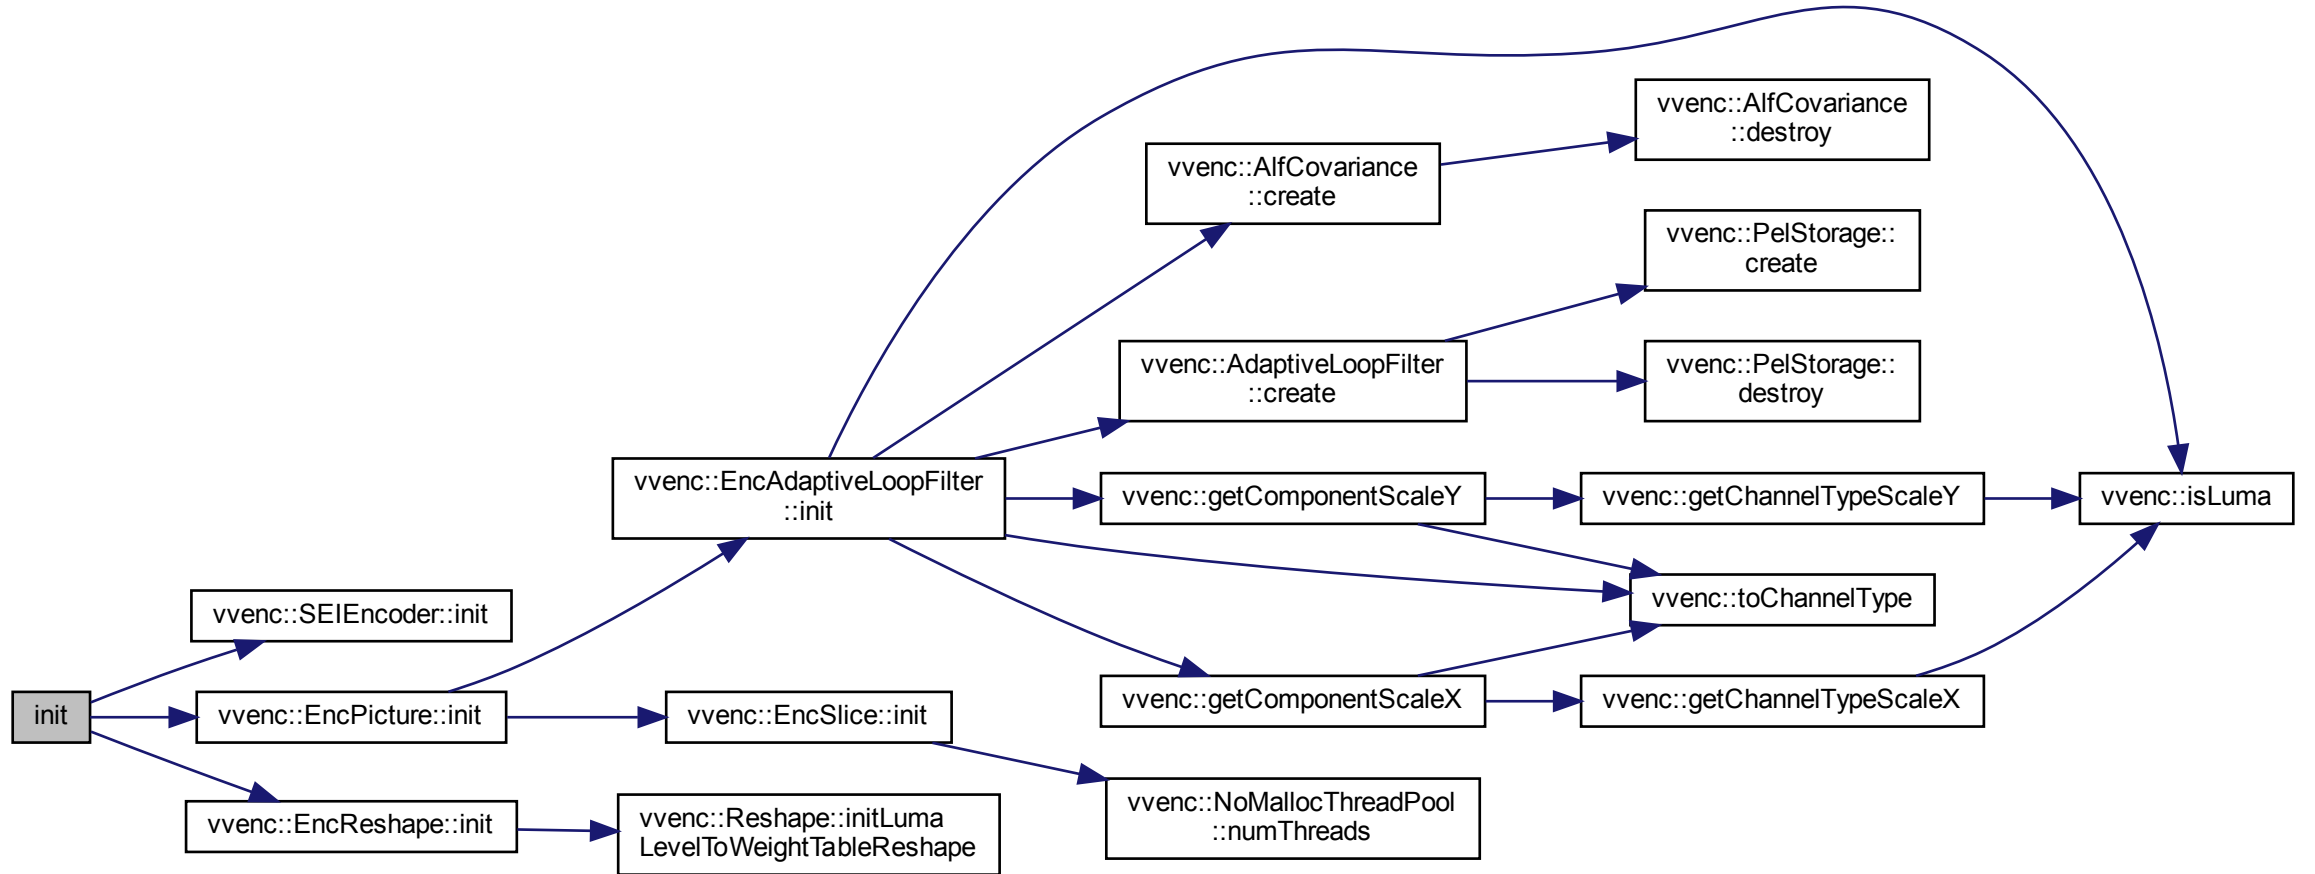 init
vvenc::SEIEncoder::init
vvenc::EncPicture::init
vvenc::EncReshape::init
vvenc::EncAdaptiveLoopFilter
::init
vvenc::EncSlice::init
vvenc::Reshape::initLuma
LevelToWeightTableReshape
vvenc::AlfCovariance
::create
vvenc::AdaptiveLoopFilter
::create
vvenc::getComponentScaleY
vvenc::getComponentScaleX
vvenc::NoMallocThreadPool
::numThreads
vvenc::AlfCovariance
::destroy
vvenc::PelStorage::
create
vvenc::PelStorage::
destroy
vvenc::getChannelTypeScaleY
vvenc::toChannelType
vvenc::getChannelTypeScaleX
vvenc::isLuma